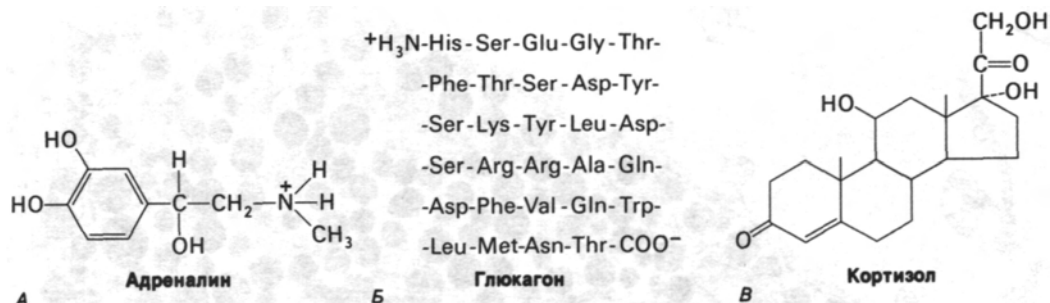 HO
HO
H
OH
CH₂
N⁺
H
H
CH₃
Адреналин
А
⁺H₃N-His-Ser-Glu-Gly-Thr-
-Phe-Thr-Ser-Asp-Tyr-
-Ser-Lys-Tyr-Leu-Asp-
-Ser-Arg-Arg-Ala-Gln-
-Asp-Phe-Val-Gln-Trp-
-Leu-Met-Asn-Thr-COO⁻
Глюкагон
Б
CH₂OH
C=O
OH
HO
O
Кортизол
В